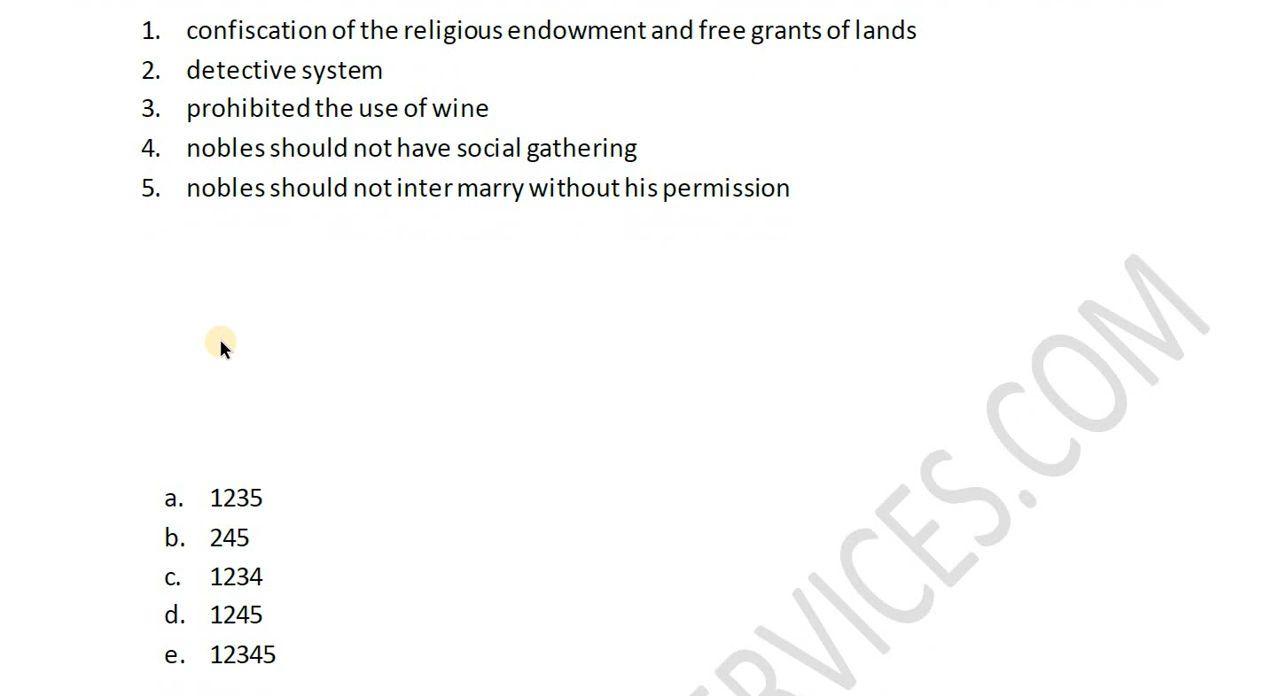 1. confiscation of the religious endowment and free grants of lands
2. detective system
3. prohibited the use of wine
4. nobles should not have social gathering
5. nobles should not inter marry without his permission
a. 1235
b. 245
c. 1234
d. 1245
e. 12345
RVICES.COM